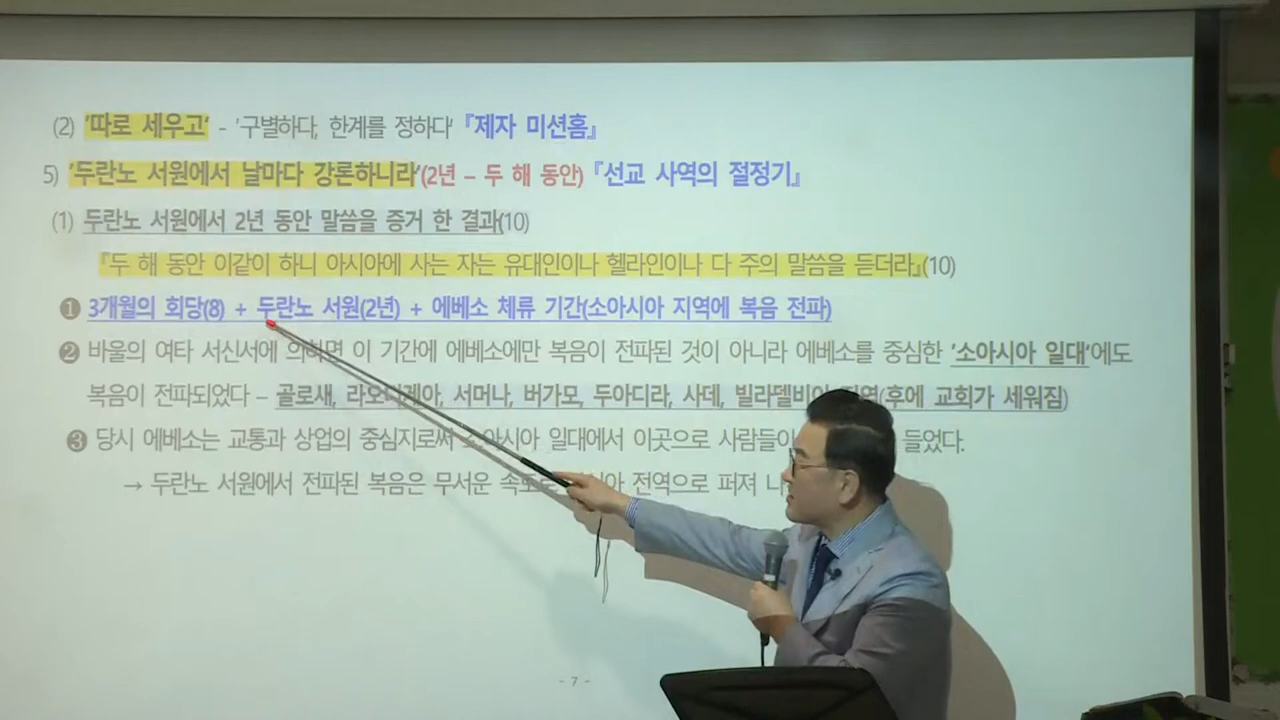 (2) '따로 세우고' - '구별하다, 한계를 정하다' 『제자 미션홈』
5) '두란노 서원에서 날마다 강론하니라'(2년 – 두 해 동안) 『선교 사역의 절정기』
(1) 두란노 서원에서 2년 동안 말씀을 증거 한 결과(10)
『두 해 동안 이같이 하니 아시아에 사는 자는 유대인이나 헬라인이나 다 주의 말씀을 듣더라』(10)
❶ 3개월의 회당(8) + 두란노 서원(2년) + 에베소 체류 기간(소아시아 지역에 복음 전파)
❷ 바울의 여타 서신서에 의하면 이 기간에 에베소에만 복음이 전파된 것이 아니라 에베소를 중심한 '소아시아 일대'에도
복음이 전파되었다 – 골로새, 라오디게아, 서머나, 버가모, 두아디라, 사데, 빌라델비아 지역(후에 교회가 세워짐)
❸ 당시 에베소는 교통과 상업의 중심지로써 소아시아 일대에서 이곳으로 사람들이 들었다.
→ 두란노 서원에서 전파된 복음은 무서운 속도로 전역으로 퍼져
- 7 -